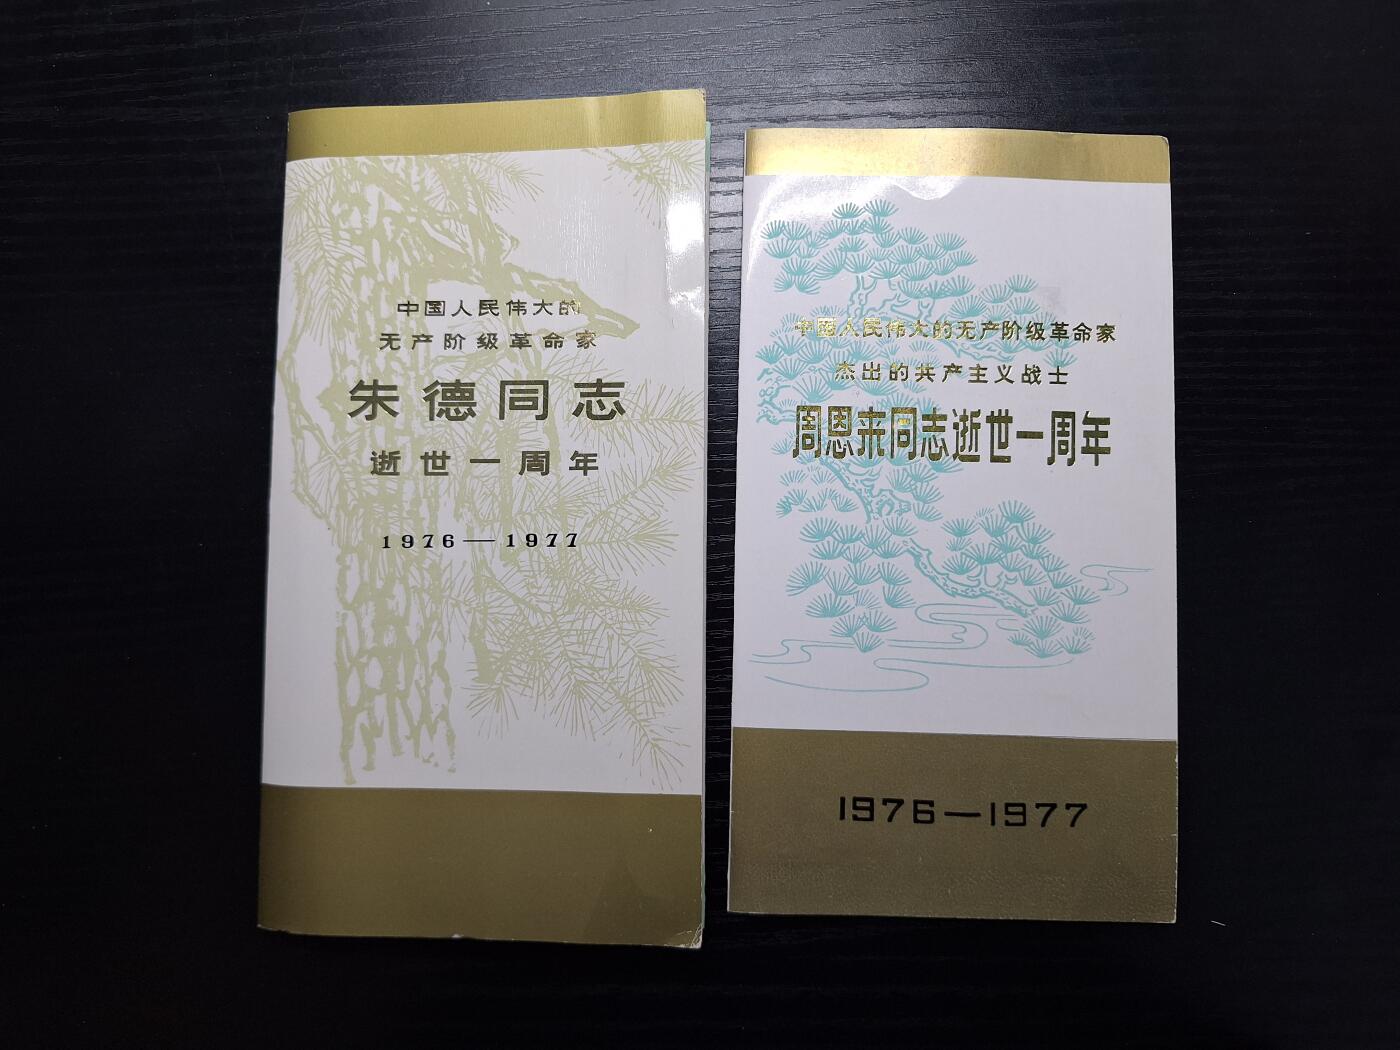 中国人民伟大的
无产阶级革命家
朱德同志
逝世一周年
1976—1977
中国人民伟大的无产阶级革命家
杰出的共产主义战士
周恩来同志逝世一周年
1976—1977